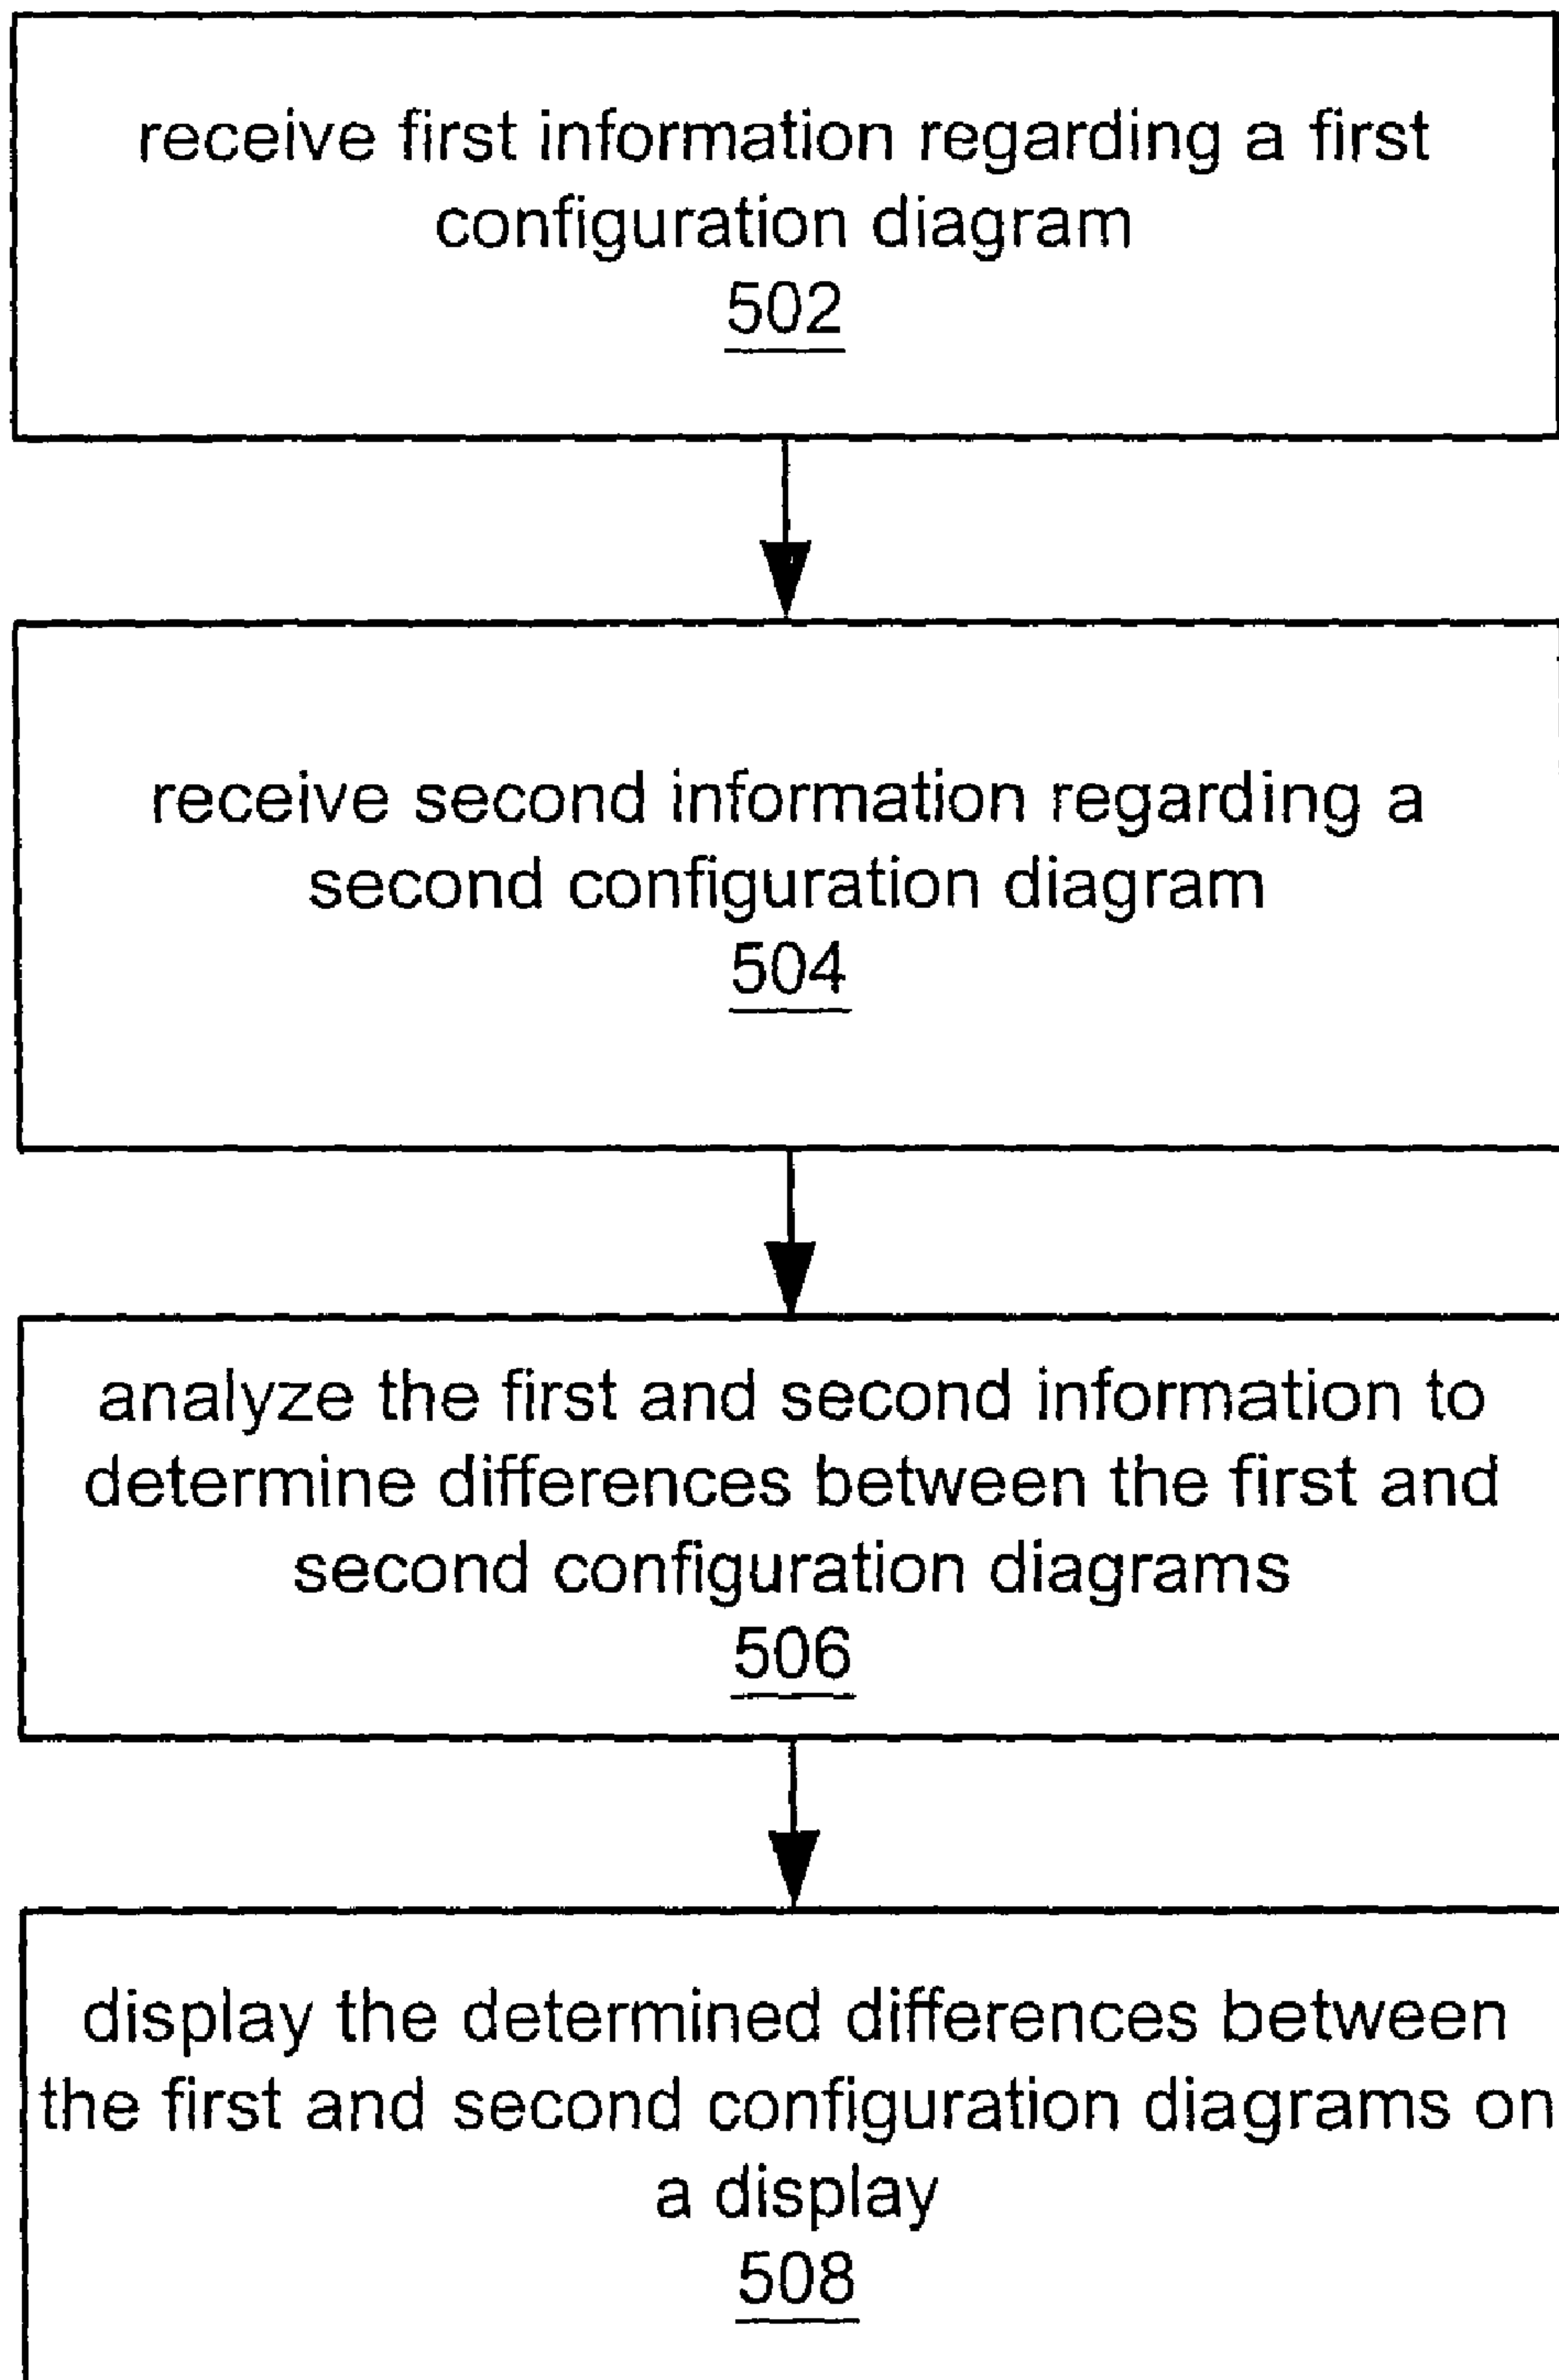 receive first information regarding a first
configuration diagram
502
receive second information regarding a
second configuration diagram
504
analyze the first and second information to
determine differences between the first and
second configuration diagrams
506
display the determined differences between
the first and second configuration diagrams on
a display
508